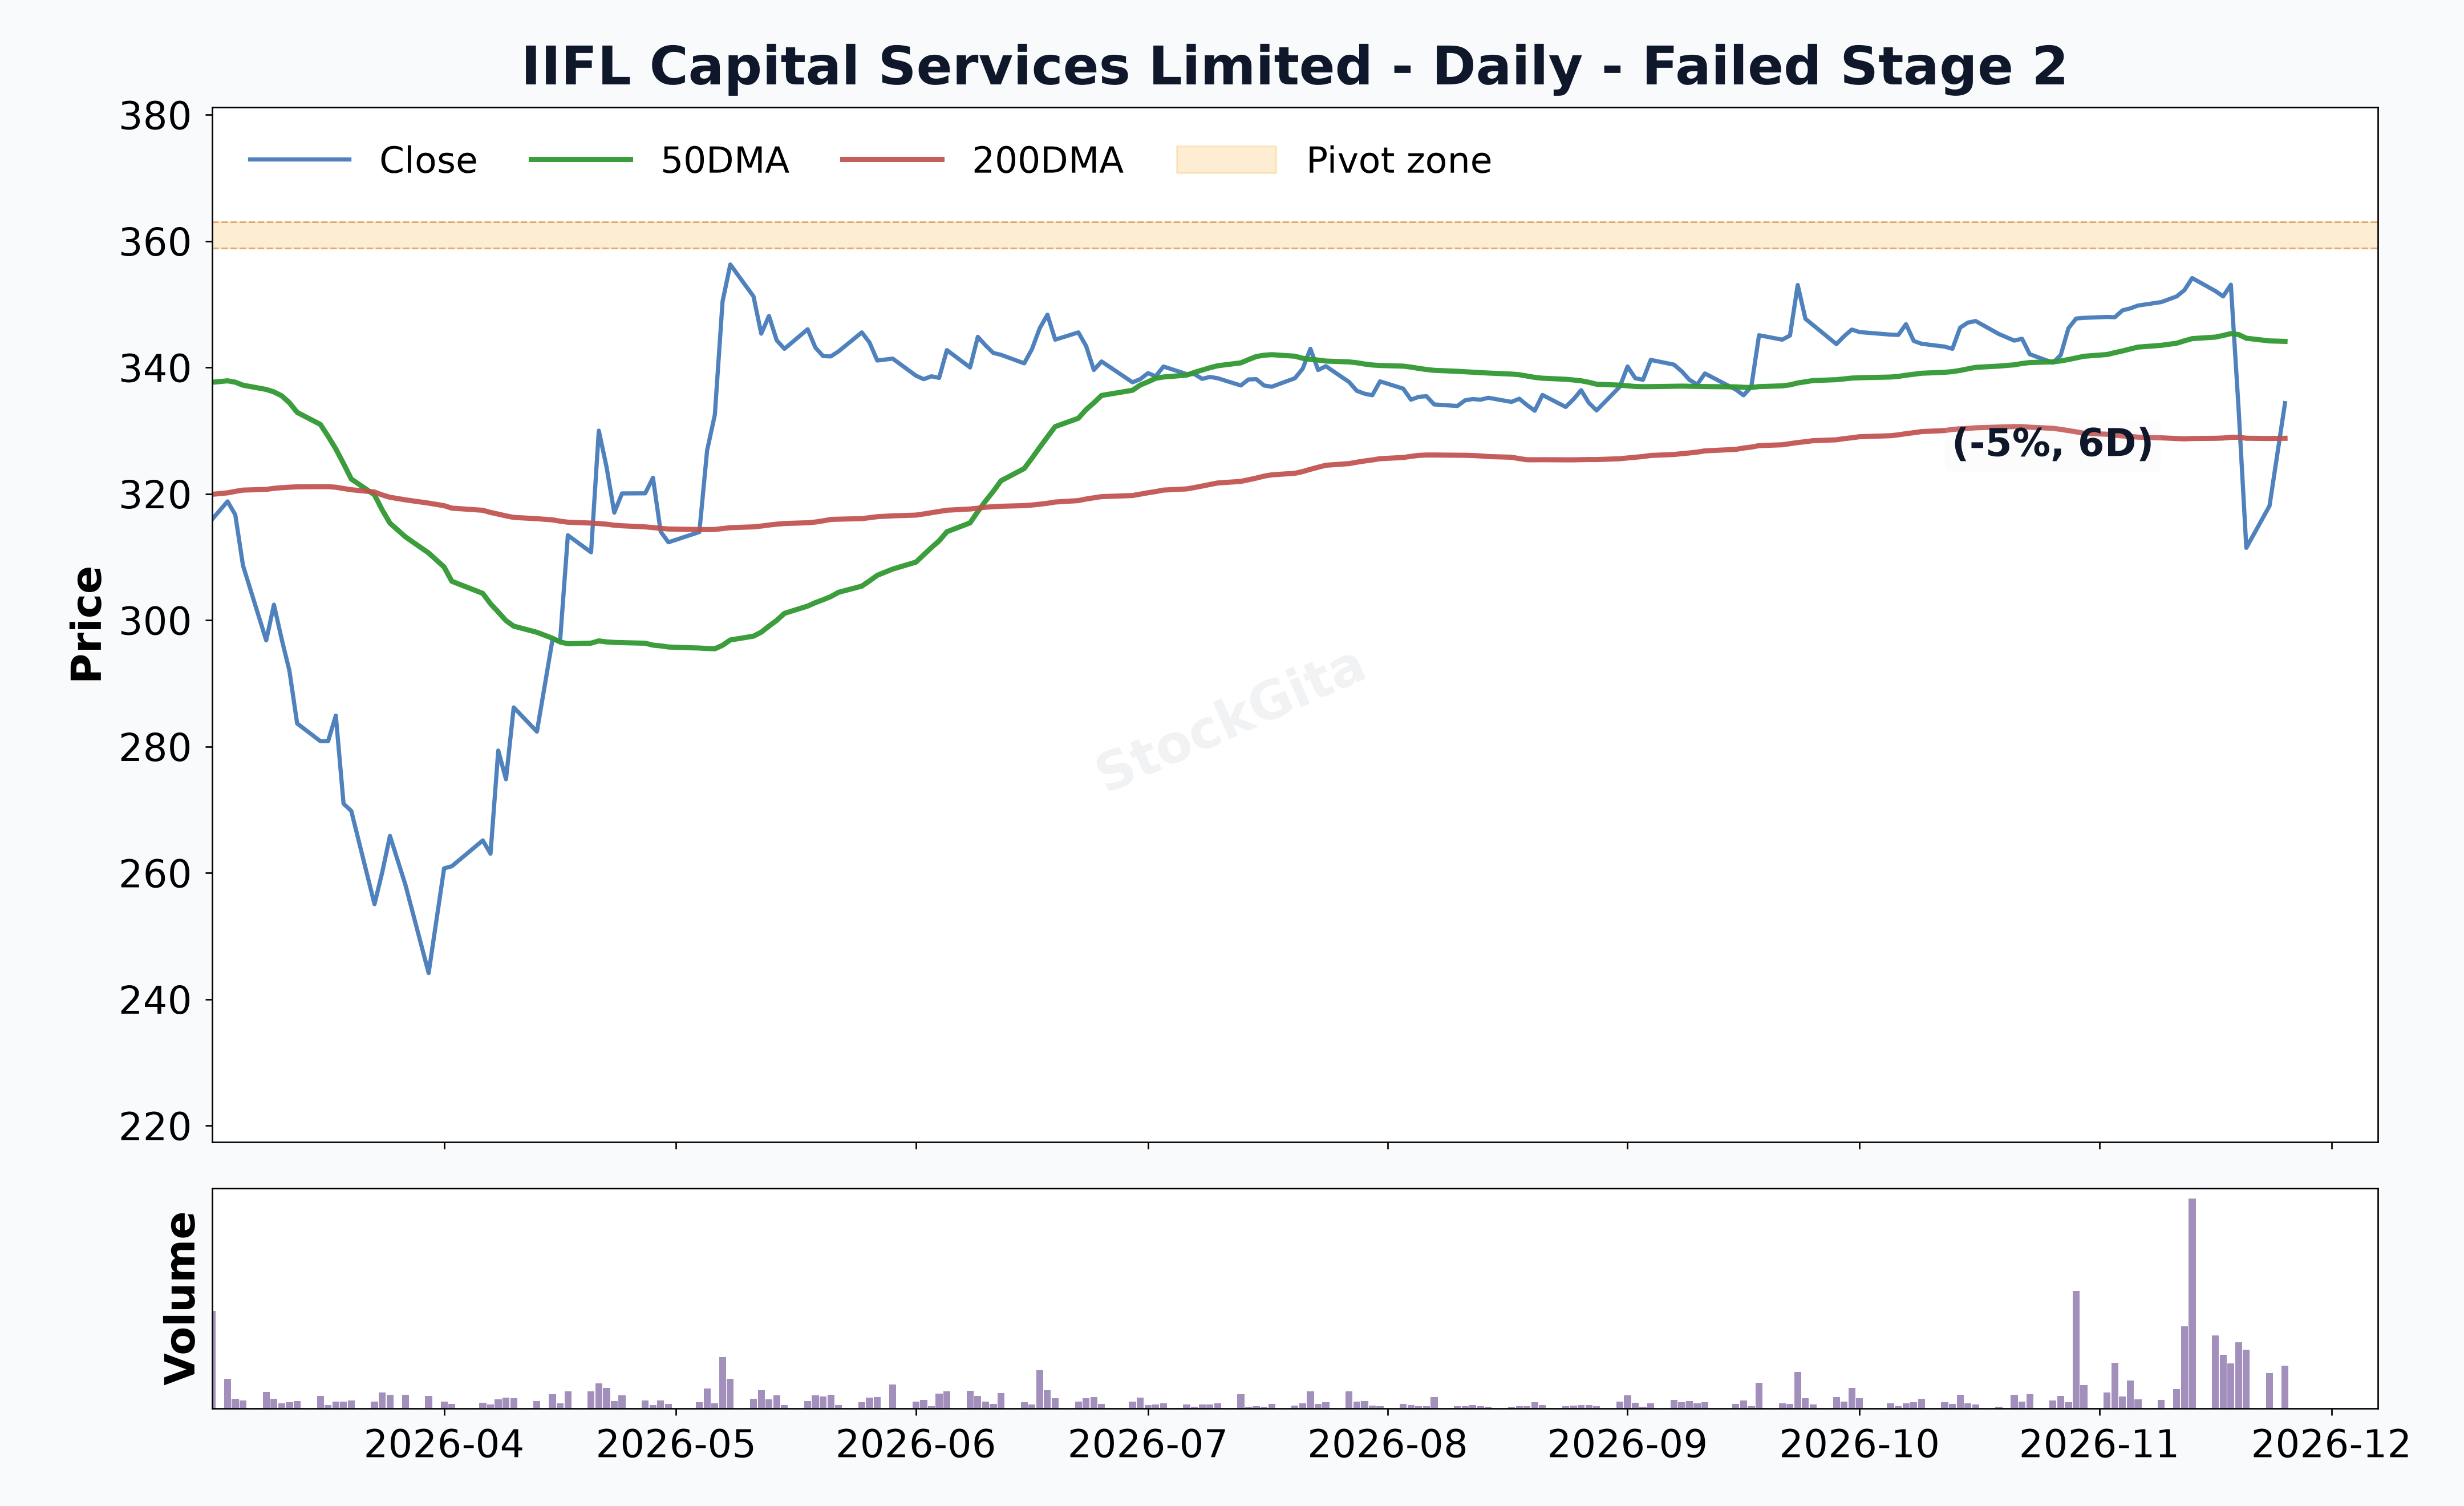 IIFL Capital Services Limited - Daily - Failed Stage 2
Close 50DMA 200DMA Pivot zone
380
360
340
320
300
280
260
240
220
Price
(-5%, 6D)
StockGita
Volume
2026-04 2026-05 2026-06 2026-07 2026-08 2026-09 2026-10 2026-11 2026-12